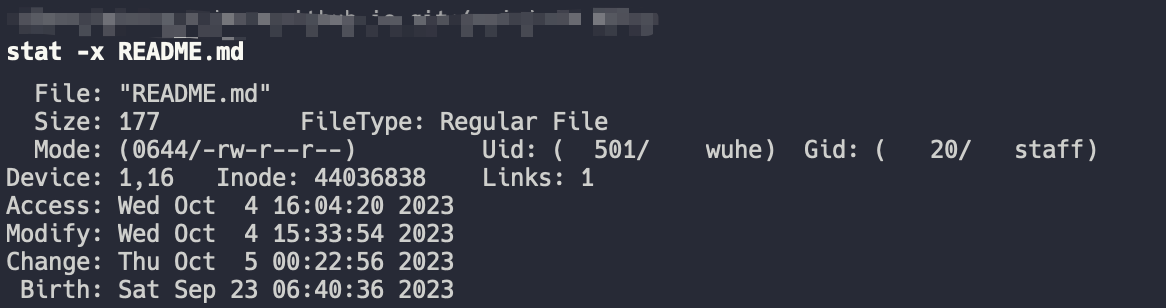 stat -x README.md
  File: "README.md"
  Size: 177          FileType: Regular File
  Mode: (0644/-rw-r--r--)         Uid: (  501/    wuhe)  Gid: (   20/   staff)
Device: 1,16   Inode: 44036838    Links: 1
Access: Wed Oct  4 16:04:20 2023
Modify: Wed Oct  4 15:33:54 2023
Change: Thu Oct  5 00:22:56 2023
 Birth: Sat Sep 23 06:40:36 2023